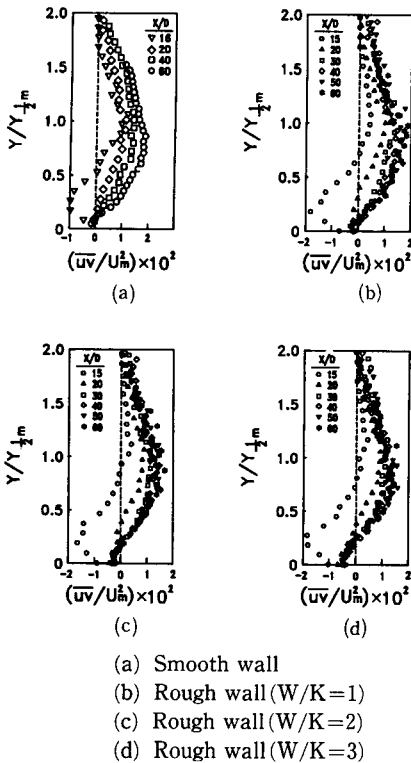 X/D
▽ 16
◇ 20
□ 40
○ 60
2.0
1.5
1.0
0.5
0
Y/Y½m
-1 0 1 2
(u̅v̅/U²m)×10²
(a)
X/D
○ 15
▲ 20
■ 30
◇ 40
▼ 50
● 60
2.0
1.5
1.0
0.5
0
Y/Y½m
-2 -1 0 1 2
(u̅v̅/U²m)×10²
(b)
X/D
○ 15
▲ 20
■ 30
◇ 40
▼ 50
● 60
2.0
1.5
1.0
0.5
0
Y/Y½m
-2 -1 0 1 2
(u̅v̅/U²m)×10²
(c)
X/D
○ 15
▲ 20
■ 30
◇ 40
▼ 50
● 60
2.0
1.5
1.0
0.5
0
Y/Y½m
-2 -1 0 1 2
(u̅v̅/U²m)×10²
(d)
(a) Smooth wall
(b) Rough wall(W/K=1)
(c) Rough wall(W/K=2)
(d) Rough wall(W/K=3)